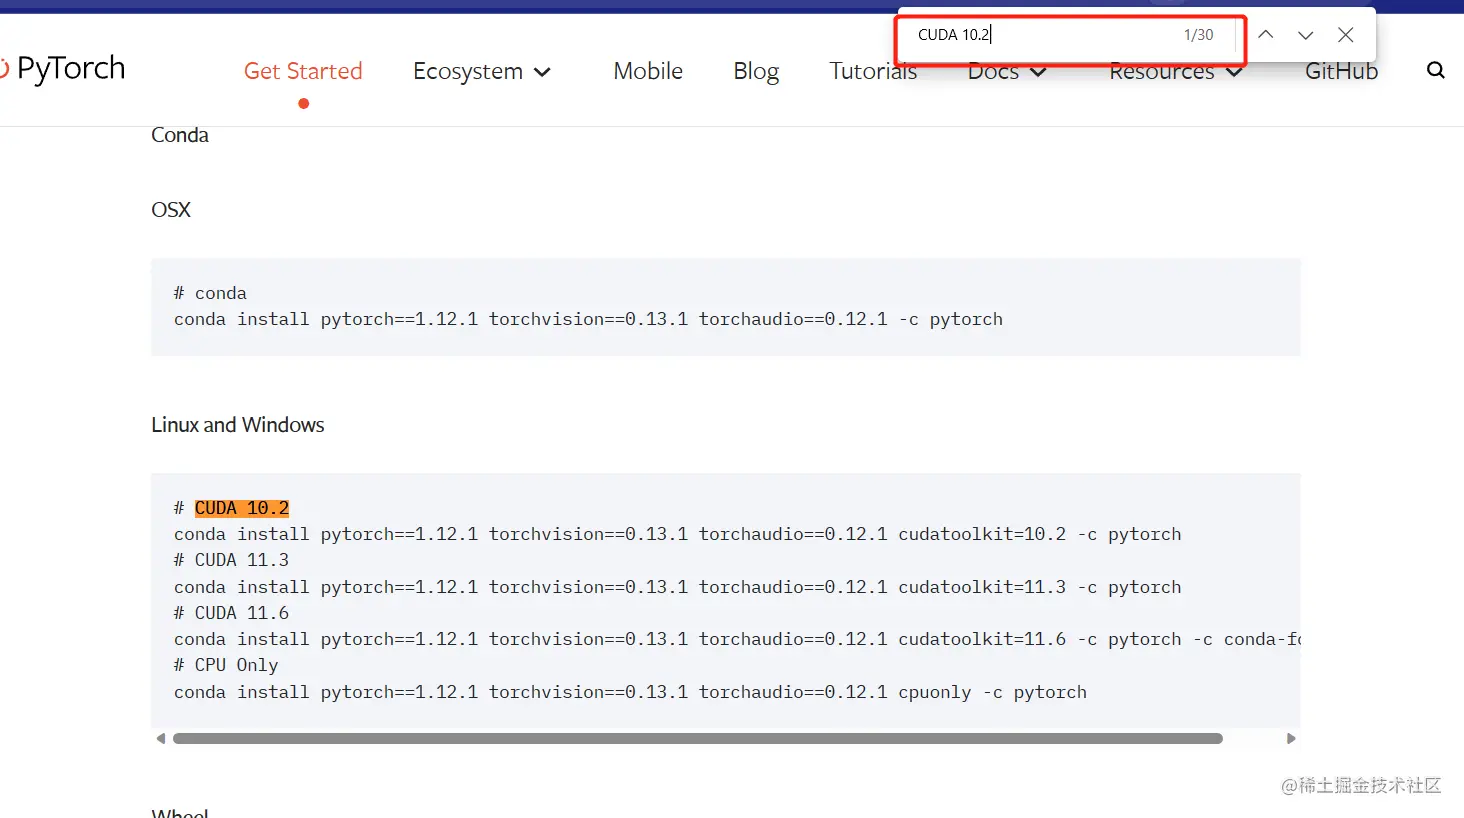 CUDA 10.2 1/30
PyTorch Get Started Ecosystem Mobile Blog Tutorials Docs Resources GitHub
Conda
OSX
# conda
conda install pytorch==1.12.1 torchvision==0.13.1 torchaudio==0.12.1 -c pytorch
Linux and Windows
# CUDA 10.2
conda install pytorch==1.12.1 torchvision==0.13.1 torchaudio==0.12.1 cudatoolkit=10.2 -c pytorch
# CUDA 11.3
conda install pytorch==1.12.1 torchvision==0.13.1 torchaudio==0.12.1 cudatoolkit=11.3 -c pytorch
# CUDA 11.6
conda install pytorch==1.12.1 torchvision==0.13.1 torchaudio==0.12.1 cudatoolkit=11.6 -c pytorch -c conda-fo
# CPU Only
conda install pytorch==1.12.1 torchvision==0.13.1 torchaudio==0.12.1 cpuonly -c pytorch
@稀土掘金技术社区
Wheel